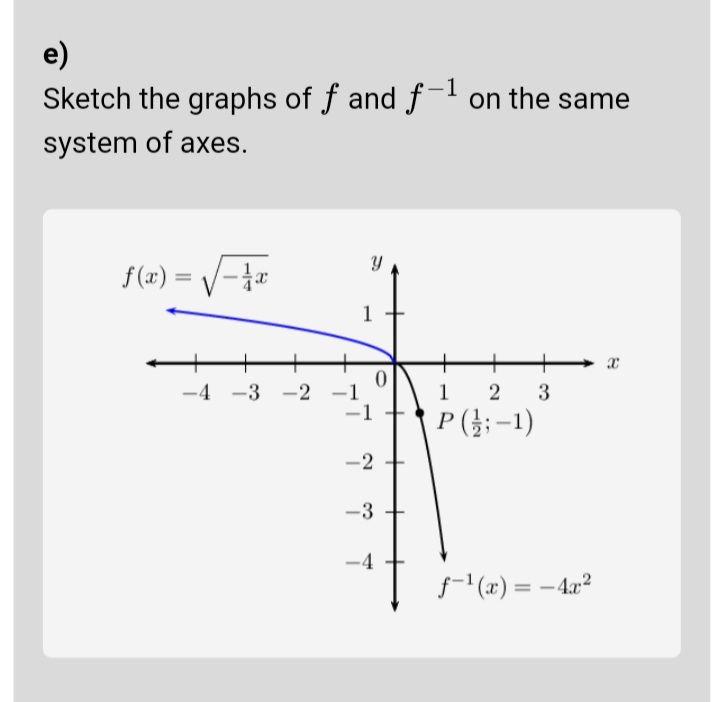 e)
Sketch the graphs of f and f⁻¹ on the same
system of axes.
f(x) = √(−¼x)
y
1
x
0
−4 −3 −2 −1 1 2 3
−1
P(½; −1)
−2
−3
−4
f⁻¹(x) = −4x²